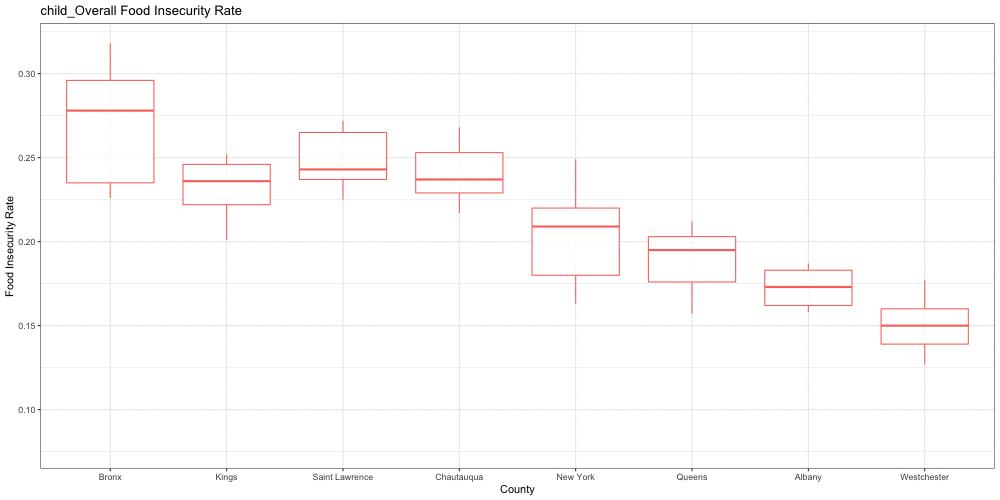 child_Overall Food Insecurity Rate
Food Insecurity Rate
0.30
0.25
0.20
0.15
0.10
Bronx Kings Saint Lawrence Chautauqua New York Queens Albany Westchester
County